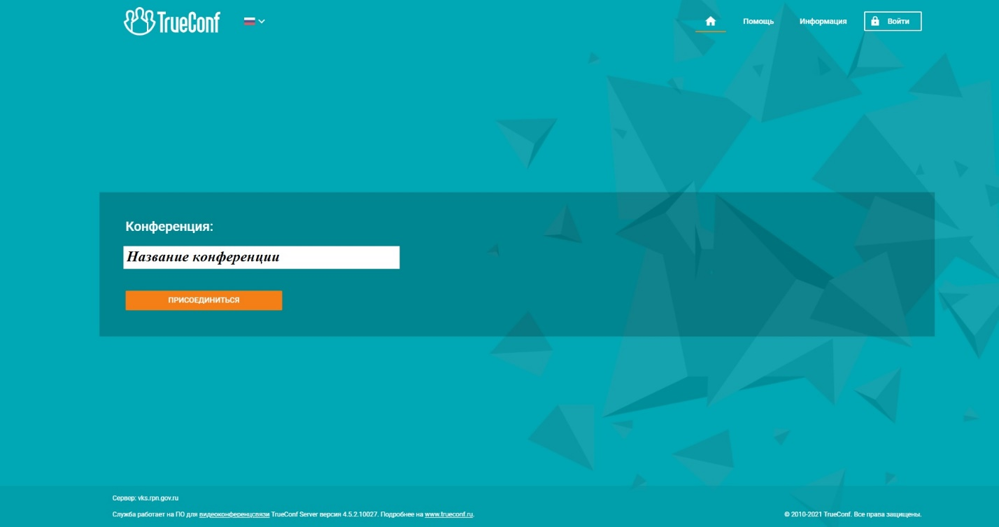 TrueConf
Помощь
Информация
Войти
Конференция:
Название конференции
ПРИСОЕДИНИТЬСЯ
Сервер: vks.rpn.gov.ru
Служба работает на ПО для видеоконференцсвязи TrueConf Server версия 4.5.2.10027. Подробнее на www.trueconf.ru.
© 2010-2021 TrueConf. Все права защищены.